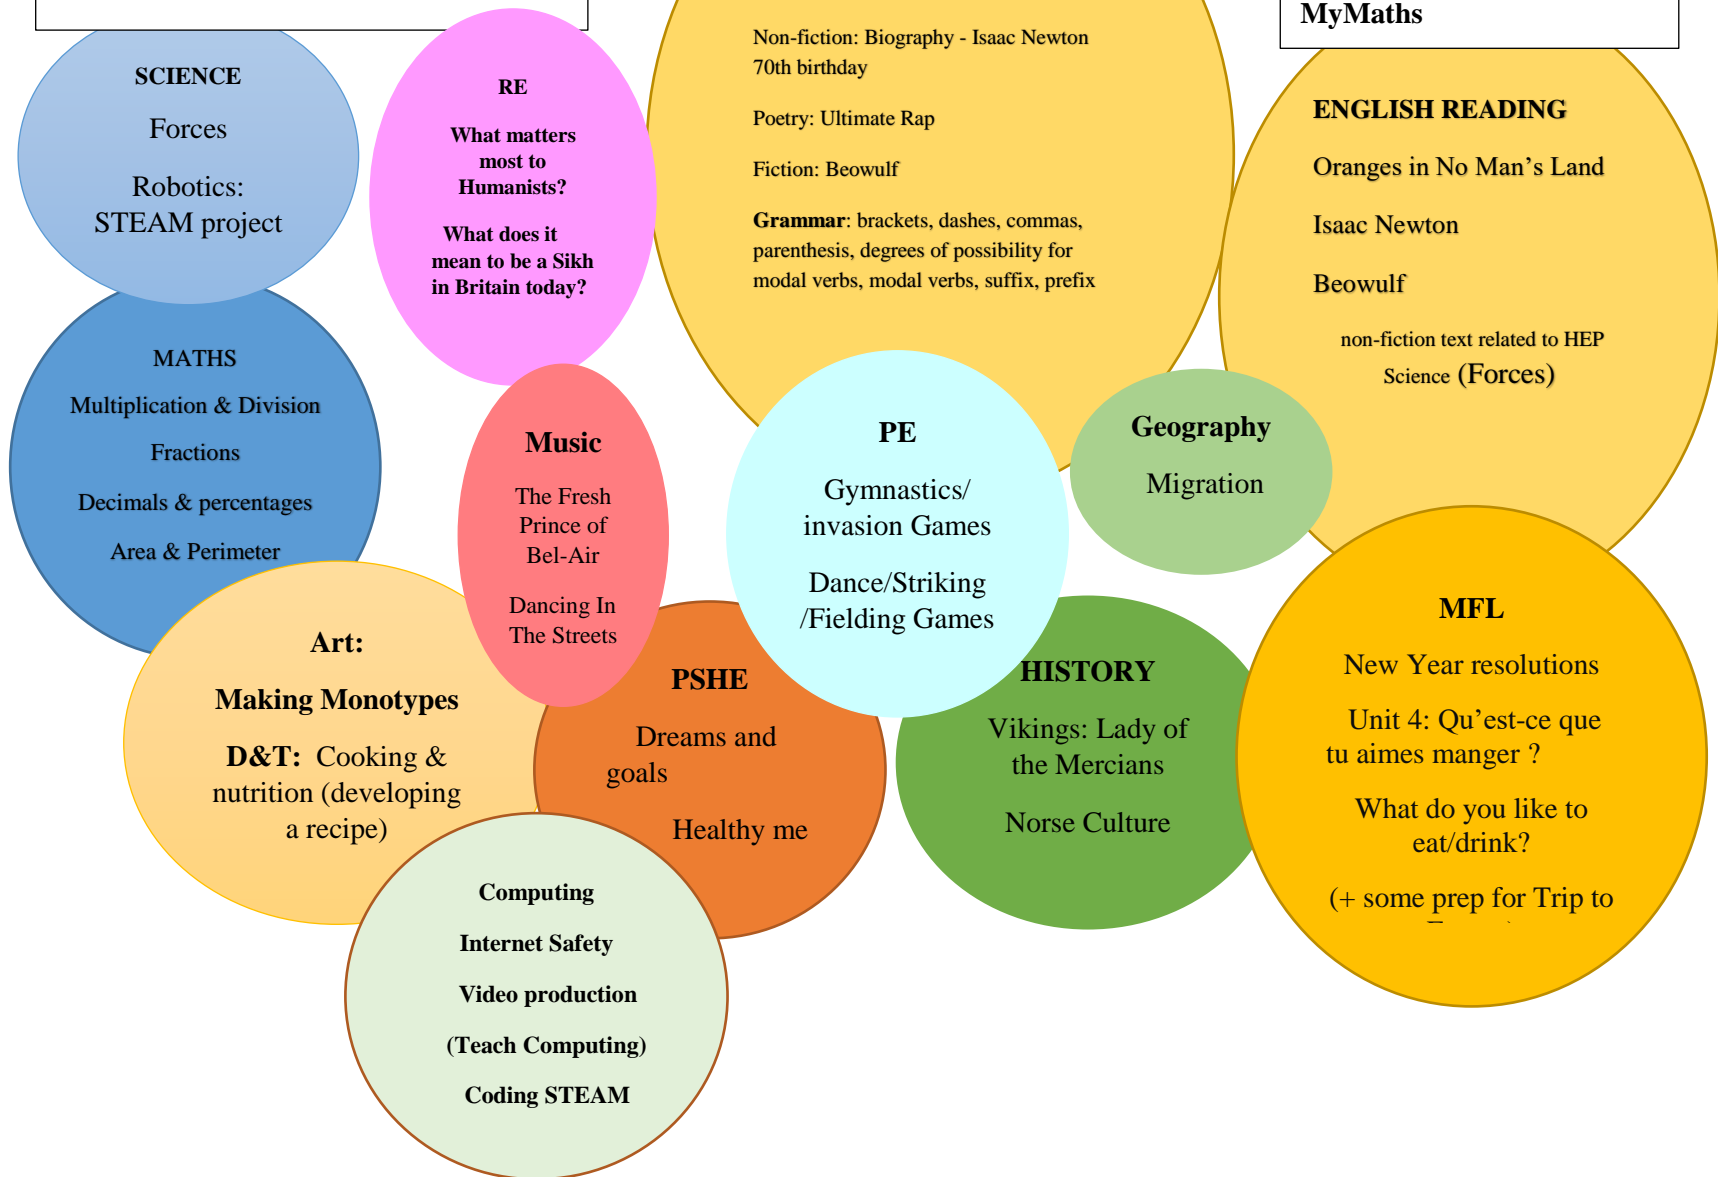 MyMaths
SCIENCE
Forces
Robotics:
STEAM project
RE
What matters
most to
Humanists?
What does it
mean to be a Sikh
in Britain today?
Non-fiction: Biography - Isaac Newton
70th birthday
Poetry: Ultimate Rap
Fiction: Beowulf
Grammar: brackets, dashes, commas,
parenthesis, degrees of possibility for
modal verbs, modal verbs, suffix, prefix
ENGLISH READING
Oranges in No Man’s Land
Isaac Newton
Beowulf
non-fiction text related to HEP
Science (Forces)
MATHS
Multiplication & Division
Fractions
Decimals & percentages
Area & Perimeter
Music
The Fresh
Prince of
Bel-Air
Dancing In
The Streets
PE
Gymnastics/
invasion Games
Dance/Striking
/Fielding Games
Geography
Migration
Art:
Making Monotypes
D&T: Cooking &
nutrition (developing
a recipe)
PSHE
Dreams and
goals
Healthy me
HISTORY
Vikings: Lady of
the Mercians
Norse Culture
MFL
New Year resolutions
Unit 4: Qu’est-ce que
tu aimes manger ?
What do you like to
eat/drink?
(+ some prep for Trip to
Computing
Internet Safety
Video production
(Teach Computing)
Coding STEAM